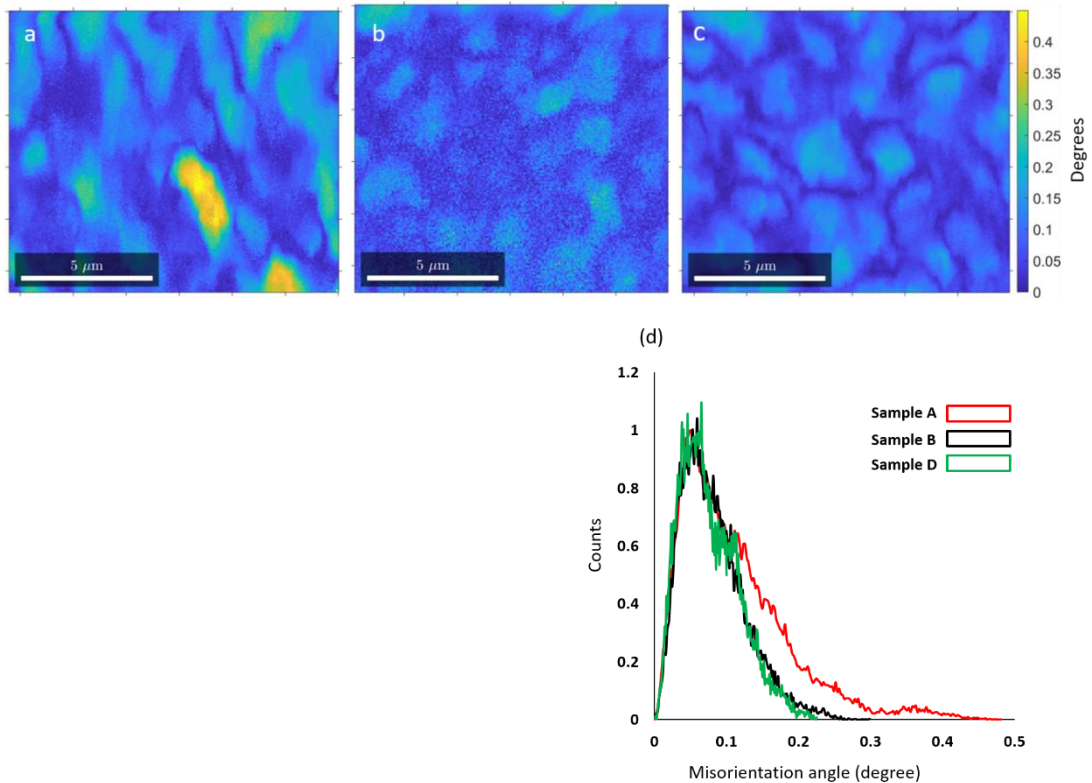 a
b
c
5 μm
5 μm
5 μm
0.4
0.35
0.3
0.25
0.2
0.15
0.1
0.05
0
Degrees
(d)
1.2
1
0.8
0.6
0.4
0.2
0
Counts
Sample A
Sample B
Sample D
0
0.1
0.2
0.3
0.4
0.5
Misorientation angle (degree)